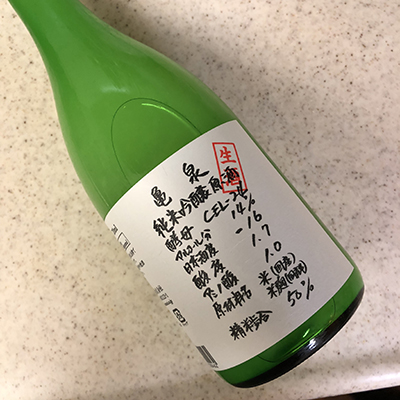 亀泉
生
純米吟醸原酒
酵母 CEL-24
アルコール分 14%
日本酒度 -16
酸度 1.7
アミノ酸 1.0
原材料名 米(国産)
米麹(国産米)
精米歩合 50%